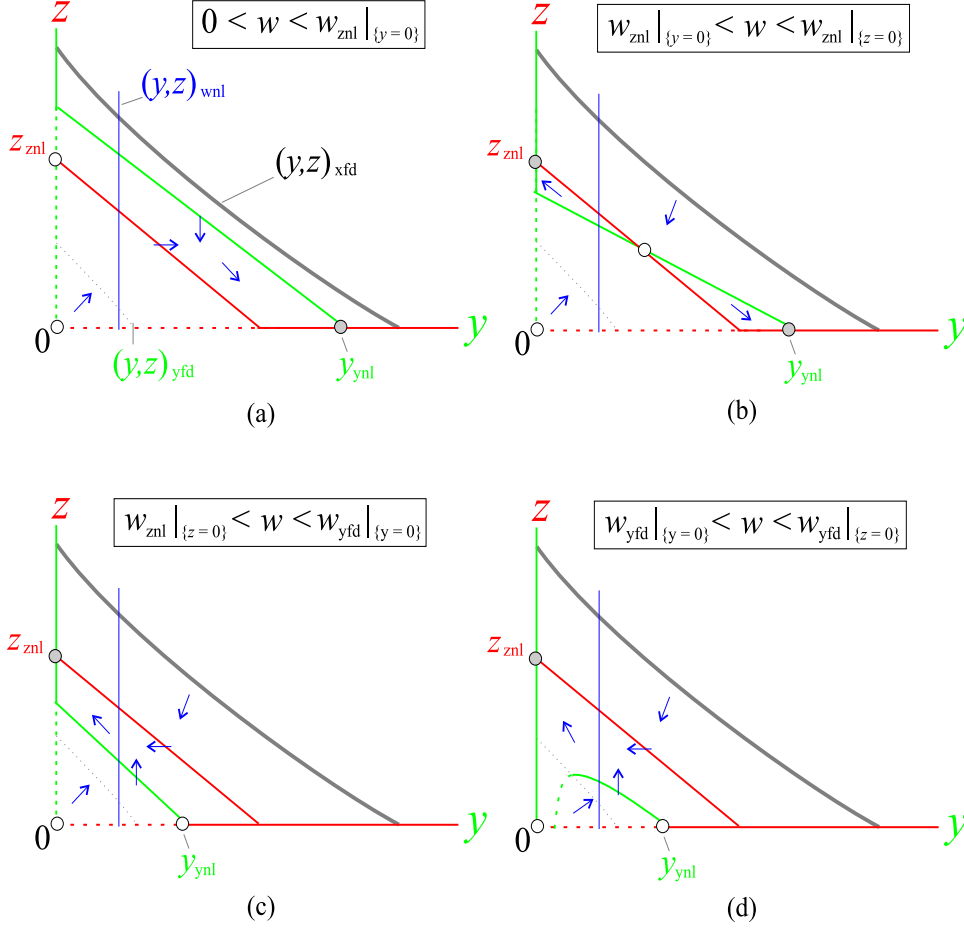 z
0 < w < w_znl|_{y = 0}
(y,z)_wnl
z_znl
(y,z)_xfd
0
y
(y,z)_yfd
y_ynl
(a)
z
w_znl|_{y = 0} < w < w_znl|_{z = 0}
z_znl
0
y
y_ynl
(b)
z
w_znl|_{z = 0} < w < w_yfd|_{y = 0}
z_znl
0
y
y_ynl
(c)
z
w_yfd|_{y = 0} < w < w_yfd|_{z = 0}
z_znl
0
y
y_ynl
(d)